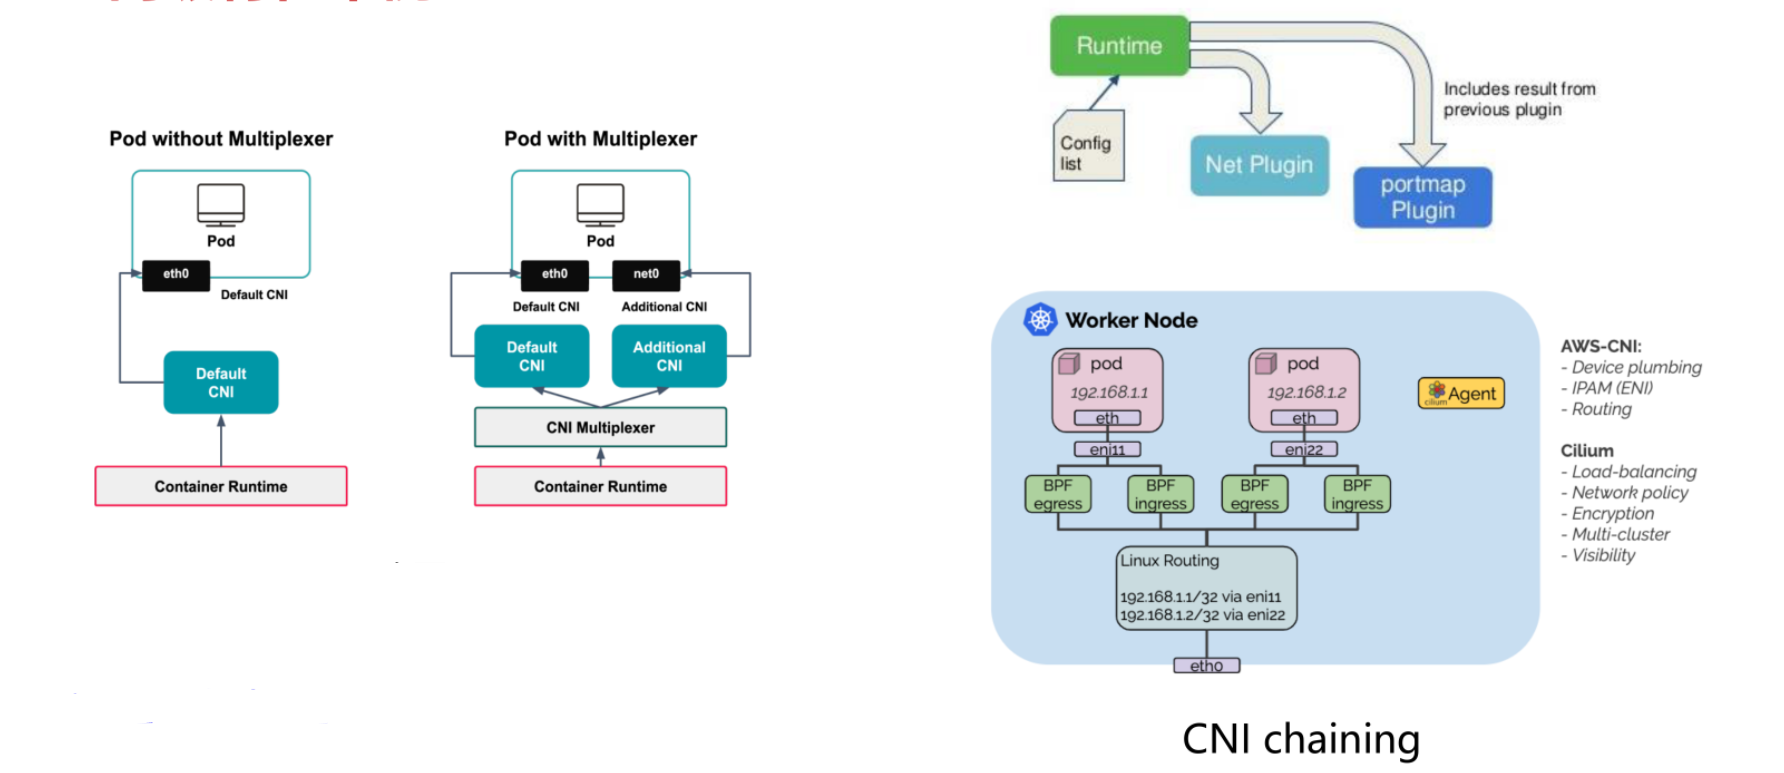 Pod without Multiplexer
Pod
eth0
Default CNI
Default
CNI
Container Runtime
Pod with Multiplexer
Pod
eth0
net0
Default CNI
Additional CNI
Default
CNI
Additional
CNI
CNI Multiplexer
Container Runtime
Runtime
Config
list
Net Plugin
portmap
Plugin
Includes result from
previous plugin
Worker Node
pod
192.168.1.1
eth
eni11
pod
192.168.1.2
eth
eni22
cilium Agent
BPF
egress
BPF
ingress
BPF
egress
BPF
ingress
Linux Routing
192.168.1.1/32 via eni11
192.168.1.2/32 via eni22
eth0
AWS-CNI:
- Device plumbing
- IPAM (ENI)
- Routing
Cilium
- Load-balancing
- Network policy
- Encryption
- Multi-cluster
- Visibility
CNI chaining